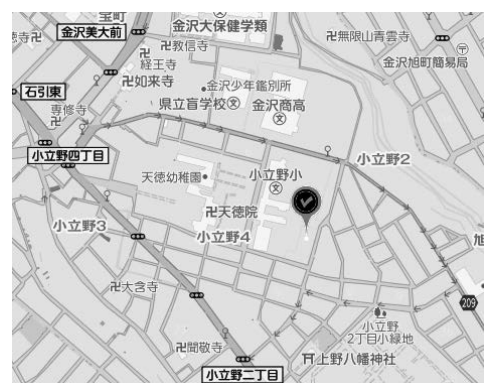 宝町
金沢大保健学類
金沢美大前
卍教信寺
卍無限山青雲寺
寺卍
卍
経王寺
金沢旭町簡易局
卍如来寺
石引東
金沢少年鑑別所
県立盲学校
金沢商高
専修寺
卍
小立野四丁目
小立野2
天徳幼稚園
小立野小
卍天徳院
小立野3
小立野4
旭
卍大含寺
209
小立野
2丁目小緑地
卍聞敬寺
上野八幡神社
小立野二丁目